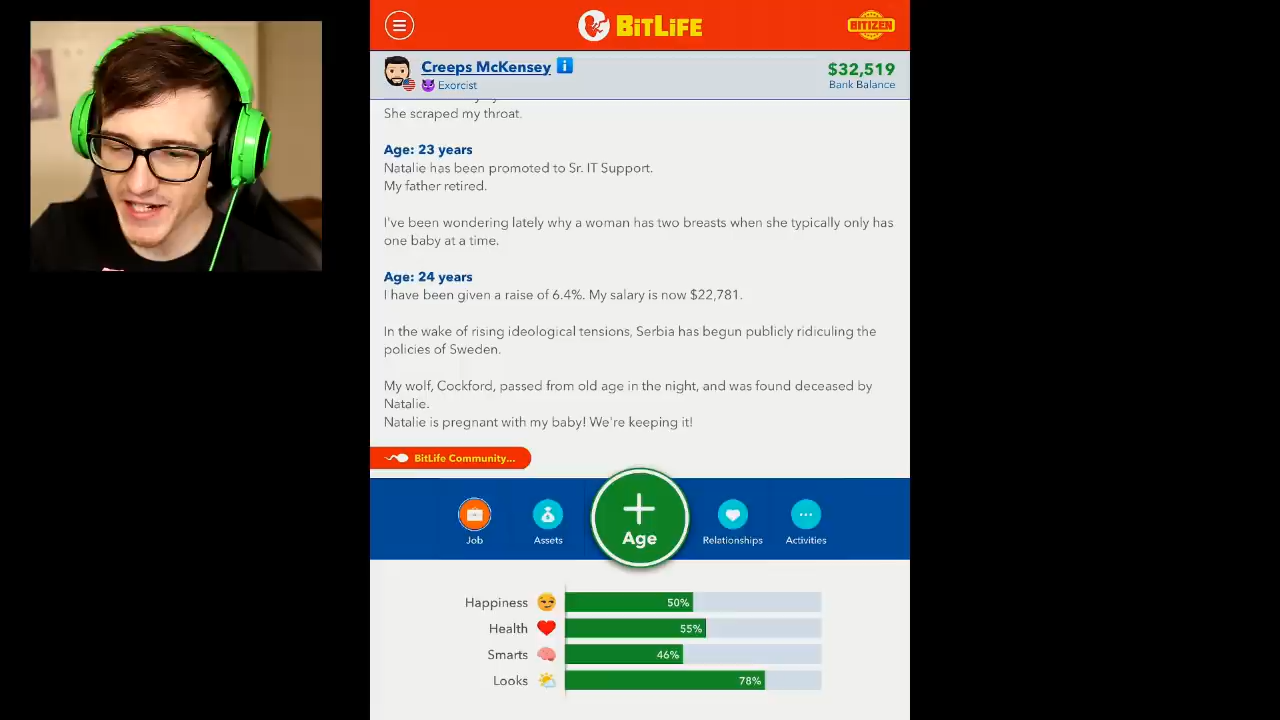 BITLIFE
BITIZEN
Creeps McKensey i
$32,519
Exorcist
Bank Balance
She scraped my throat.
Age: 23 years
Natalie has been promoted to Sr. IT Support.
My father retired.
I've been wondering lately why a woman has two breasts when she typically only has
one baby at a time.
Age: 24 years
I have been given a raise of 6.4%. My salary is now $22,781.
In the wake of rising ideological tensions, Serbia has begun publicly ridiculing the
policies of Sweden.
My wolf, Cockford, passed from old age in the night, and was found deceased by
Natalie.
Natalie is pregnant with my baby! We're keeping it!
BitLife Community...
+
Age
Job
Assets
Relationships
Activities
Happiness 50%
Health 55%
Smarts 46%
Looks 78%